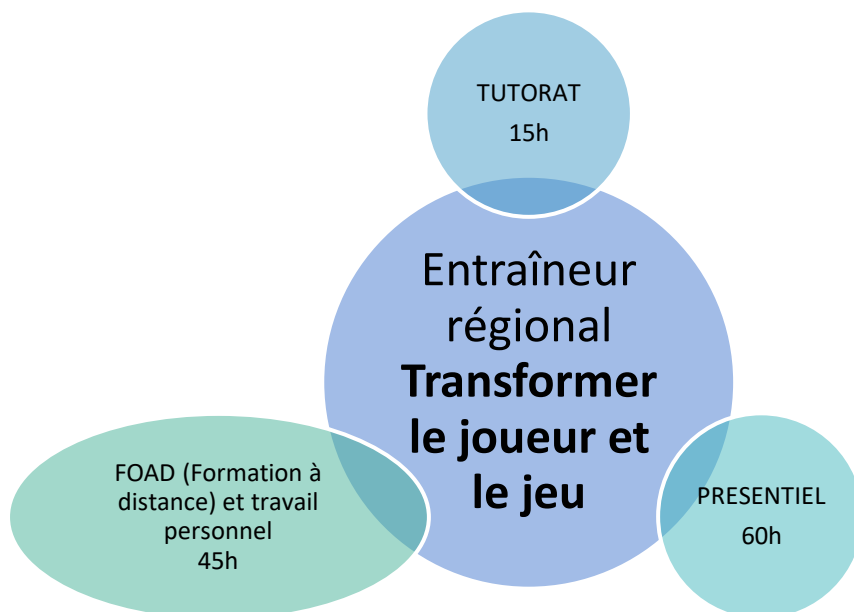 TUTORAT
15h
Entraîneur
régional
Transformer
le joueur et
le jeu
FOAD (Formation à
distance) et travail
personnel
45h
PRESENTIEL
60h